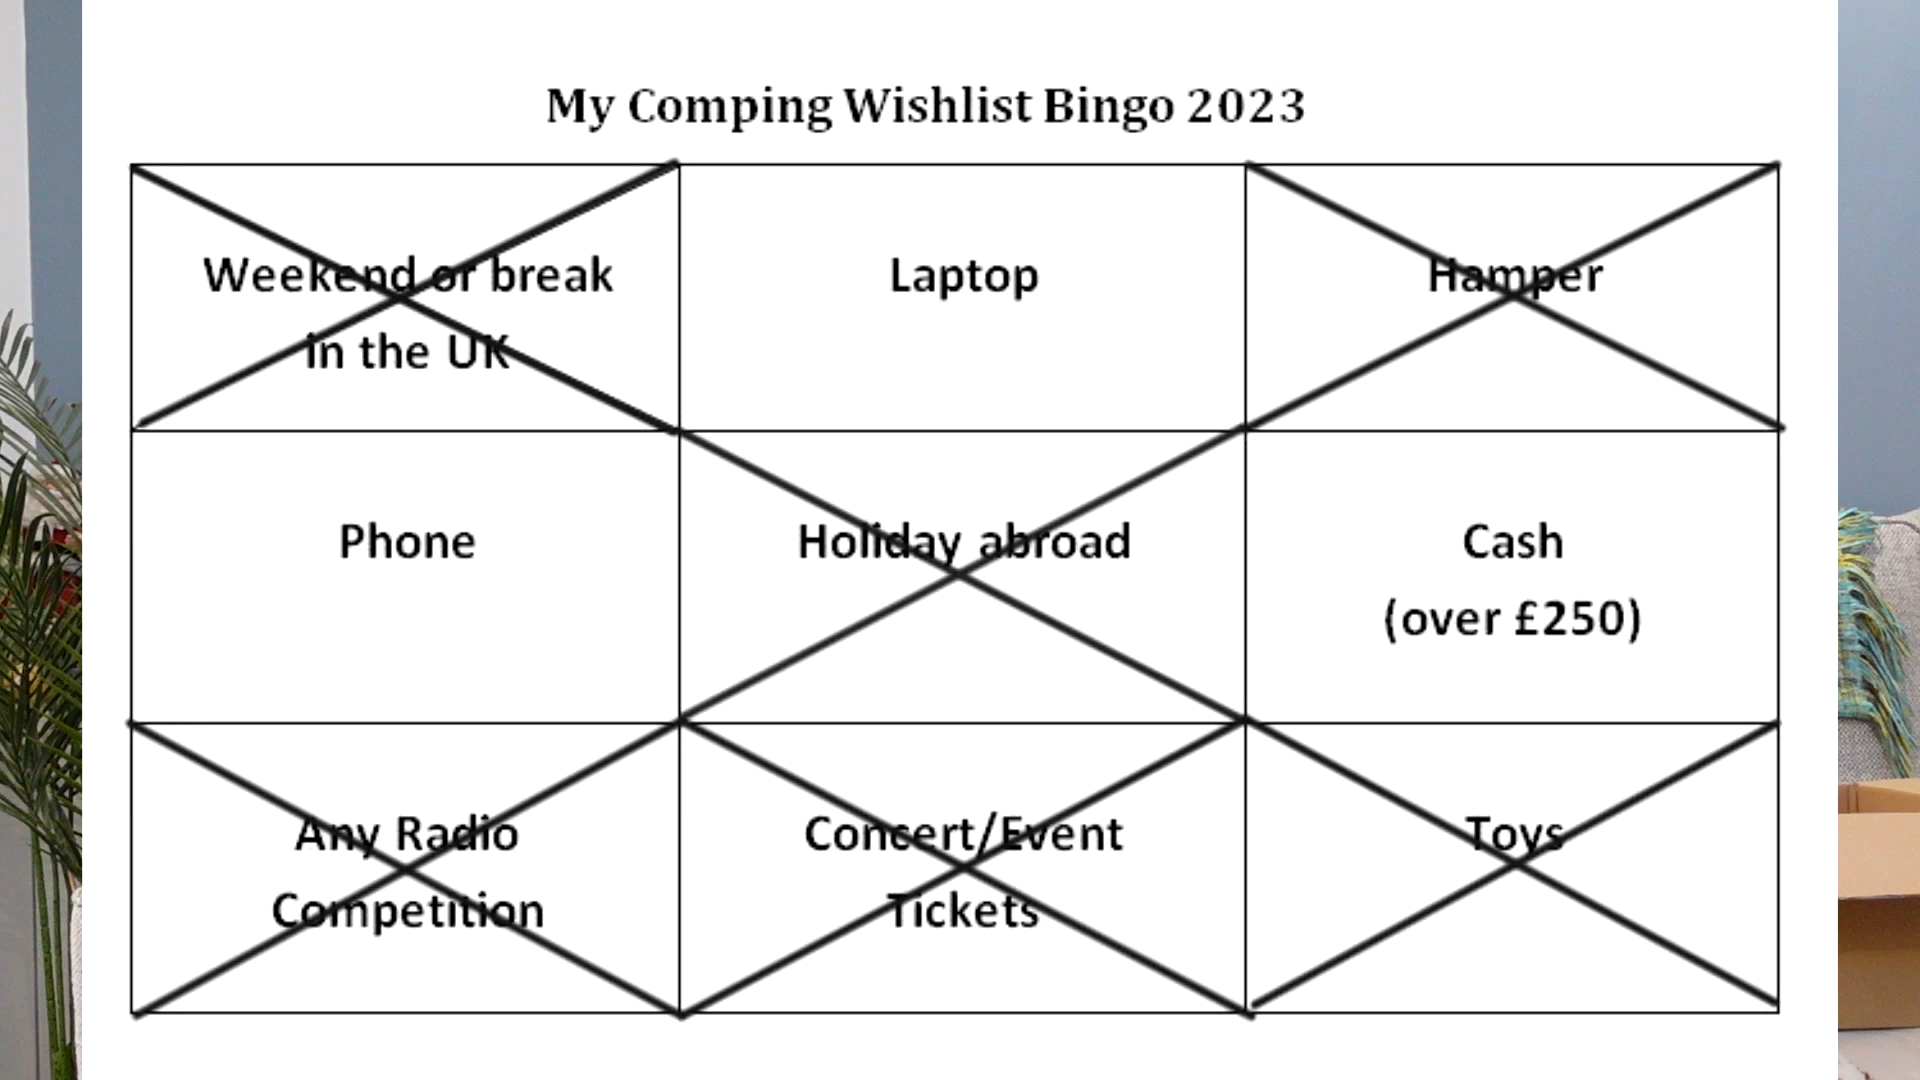 My Comping Wishlist Bingo 2023
Weekend or break
in the UK
Laptop
Hamper
Phone
Holiday abroad
Cash
(over £250)
Any Radio
Competition
Concert/Event
Tickets
Toys